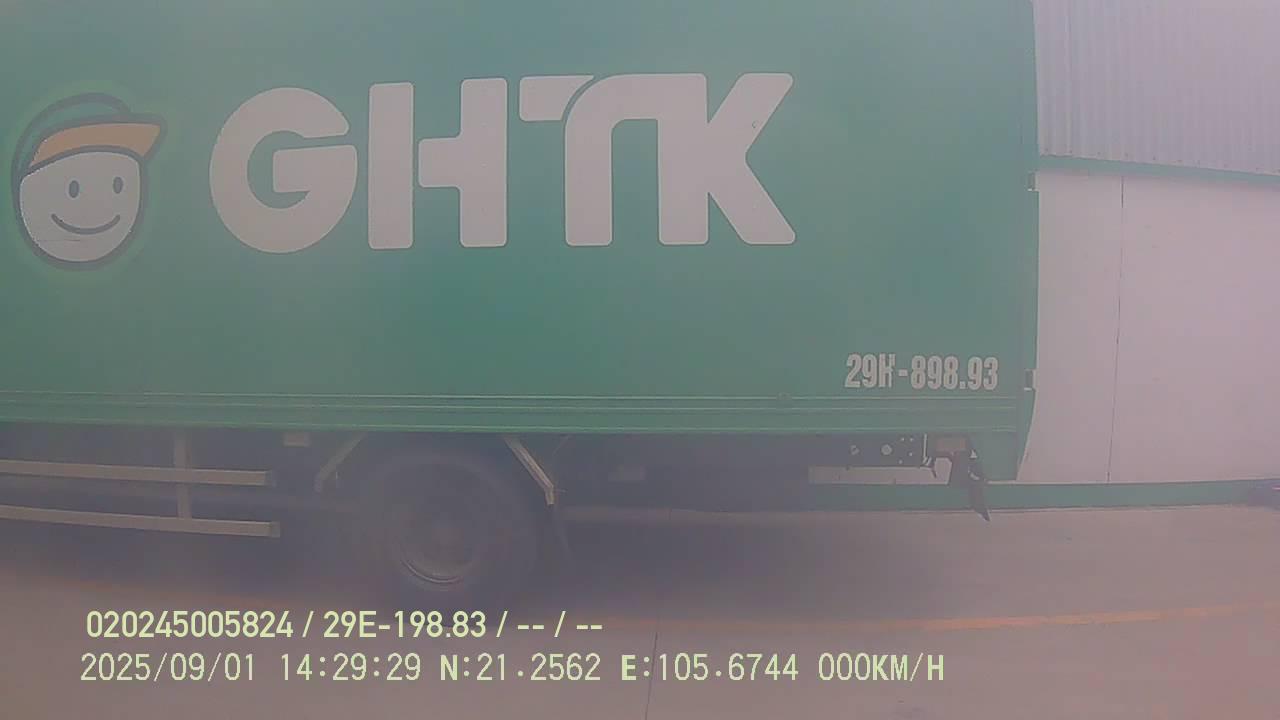 GHTK
29H-898.93
020245005824 / 29E-198.83 / -- / --
2025/09/01 14:29:29 N:21.2562 E:105.6744 000KM/H